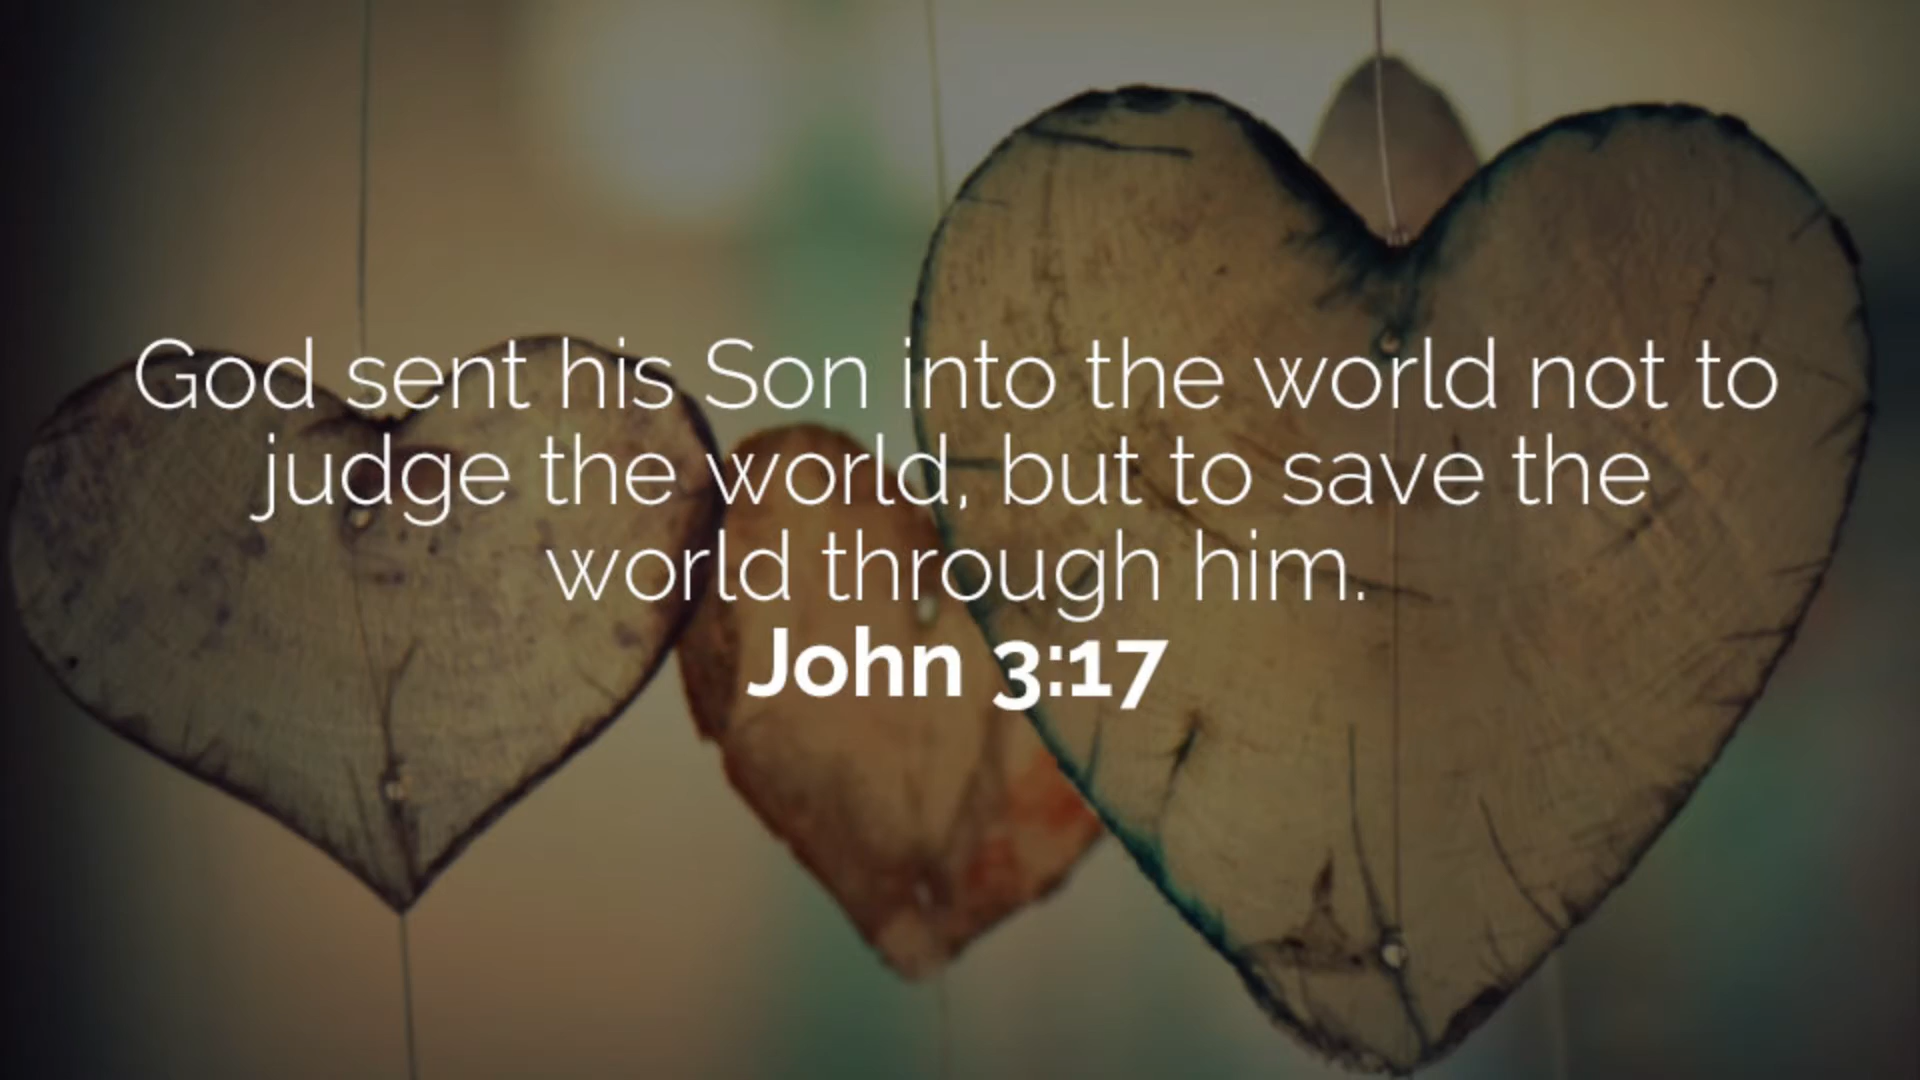 God sent his Son into the world not to
judge the world, but to save the
world through him.
John 3:17